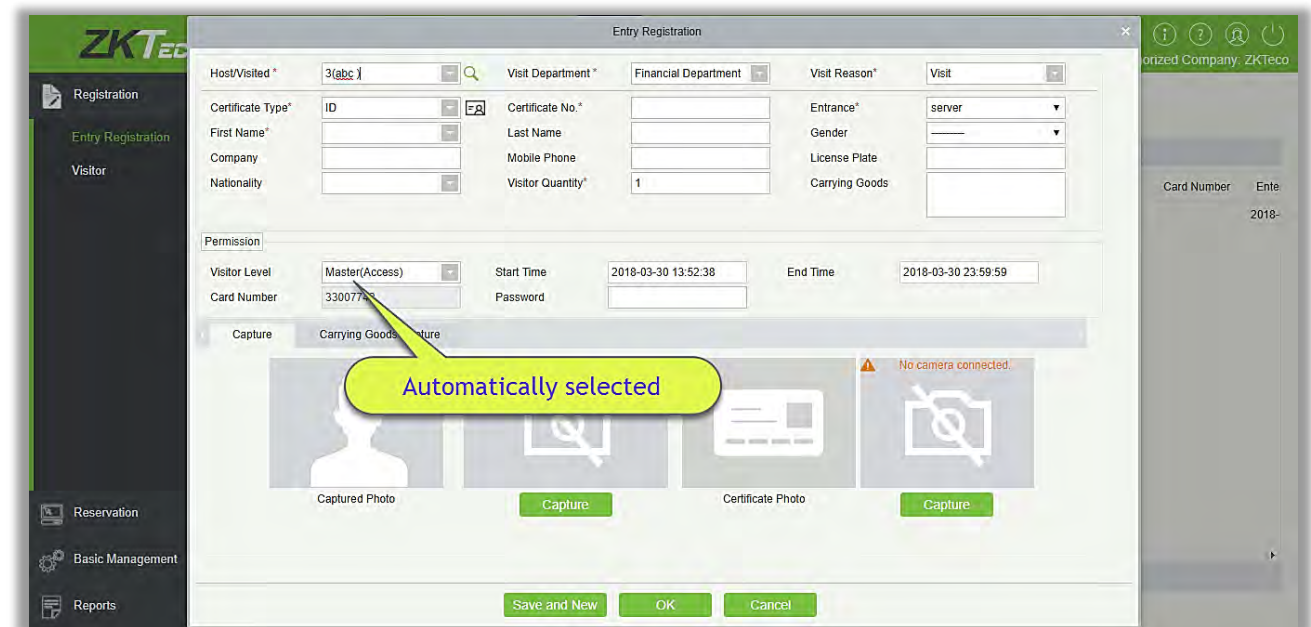 ZKTEC
Entry Registration
×
orized Company: ZKTeco
Registration
Entry Registration
Visitor
Host/Visited * 3(abc ) Visit Department * Financial Department Visit Reason* Visit
Certificate Type* ID Certificate No.* Entrance* server
First Name* Last Name Gender ---------
Company Mobile Phone License Plate
Nationality Visitor Quantity* 1 Carrying Goods
Card Number Ente
2018-
Permission
Visitor Level Master(Access) Start Time 2018-03-30 13:52:38 End Time 2018-03-30 23:59:59
Card Number Password
Capture Carrying Goods
Automatically selected
No camera connected.
Captured Photo Capture Certificate Photo Capture
Reservation
Basic Management
Reports
Save and New OK Cancel